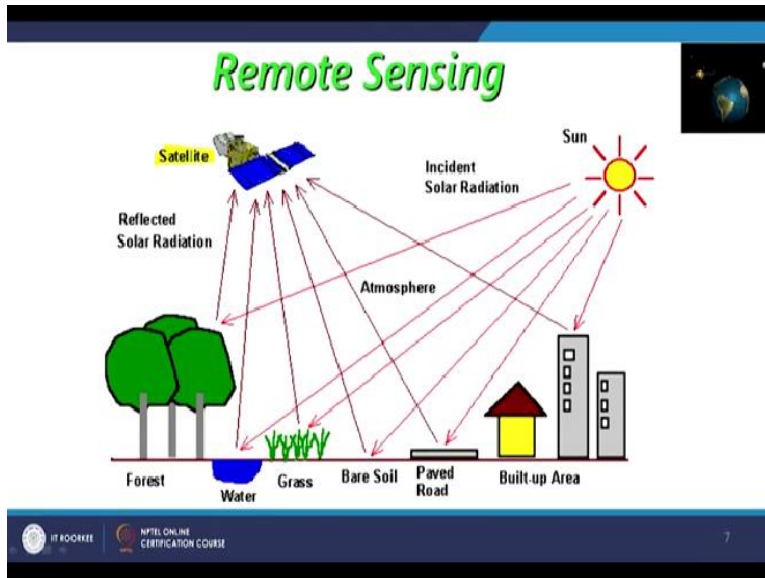 Remote Sensing
Satellite
Sun
Incident
Solar Radiation
Reflected
Solar Radiation
Atmosphere
Forest
Water
Grass
Bare Soil
Paved
Road
Built-up Area
IIT ROORKEE
NPTEL ONLINE
CERTIFICATION COURSE
7